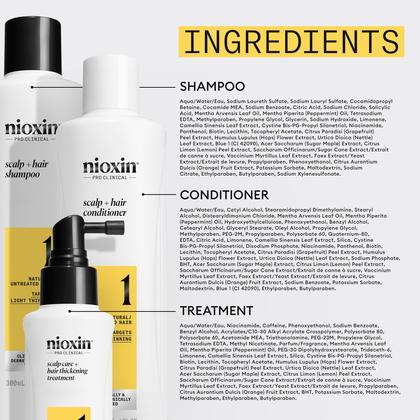 INGREDIENTS
SHAMPOO
Aqua/Water/Eau, Sodium Laureth Sulfate, Sodium Lauryl Sulfate, Cocamidopropyl
Betaine, Cocamide MEA, Sodium Benzoate, Citric Acid, Sodium Chloride, Salicylic
Acid, Mentha Arvensis Leaf Oil, Mentha Piperita (Peppermint) Oil, Tetrasodium
EDTA, Methylparaben, Propylene Glycol, Glycerin, Sodium Hydroxide, Limonene,
Camellia Sinensis Leaf Extract, Cystine Bis-PG-Propyl Silanetriol, Niacinamide,
Panthenol, Biotin, Lecithin, Tocopheryl Acetate, Citrus Paradisi (Grapefruit)
Peel Extract, Humulus Lupulus (Hops) Flower Extract, Urtica Dioica (Nettle)
Leaf Extract, Blue 1 (CI 42090), Acer Saccharum (Sugar Maple) Extract, Citrus
Limon (Lemon) Peel Extract, Saccharum Officinarum/Sugar Cane Extract/Extrait
de canne à sucre, Vaccinium Myrtillus Leaf Extract, Faex Extract/Yeast
Extract/Extrait de levure, Propylparaben, Phenoxyethanol, Citrus Aurantium
Dulcis (Orange) Fruit Extract, Potassium Sorbate, Maltodextrin, Sodium
Citrate, Ethylparaben, Butylparaben, Sodium Xylenesulfonate.
CONDITIONER
Aqua/Water/Eau, Cetyl Alcohol, Stearamidopropyl Dimethylamine, Stearyl
Alcohol, Distearyldimonium Chloride, Mentha Arvensis Leaf Oil, Mentha Piperita
(Peppermint) Oil, Hydroxyethylcellulose, Phenoxyethanol, Benzyl Alcohol,
Cetearyl Alcohol, Glyceryl Stearate, Oleyl Alcohol, Propylene Glycol,
Methylparaben, PEG-2M, Propylparaben, Polysorbate 60, Quaternium-80,
EDTA, Citric Acid, Limonene, Camellia Sinensis Leaf Extract, Silica, Cystine
Bis-PG-Propyl Silanetriol, Disodium Phosphate, Niacinamide, Panthenol, Biotin,
Lecithin, Tocopheryl Acetate, Citrus Paradisi (Grapefruit) Peel Extract, Humulus
Lupulus (Hops) Flower Extract, Urtica Dioica (Nettle) Leaf Extract, Sodium Phosphate,
BHT, Acer Saccharum (Sugar Maple) Extract, Citrus Limon (Lemon) Peel Extract,
Saccharum Officinarum/Sugar Cane Extract/Extrait de canne à sucre, Vaccinium
Myrtillus Leaf Extract, Faex Extract/Yeast Extract/Extrait de levure, Citrus
Aurantium Dulcis (Orange) Fruit Extract, Butylparaben, Potassium Sorbate,
Maltodextrin, Blue 1 (CI 42090), Ethylparaben, Butylparaben.
TREATMENT
Aqua/Water/Eau, Niacinamide, Caffeine, Phenoxyethanol, Sodium Benzoate,
Benzyl Alcohol, Acrylates/C10-30 Alkyl Acrylate Crosspolymer, Polysorbate 80,
Polysorbate 60, Acetamide MEA, Triethanolamine, PEG-23M, Propylene Glycol,
Tetrasodium EDTA, Methyl Nicotinate, Parfum/Fragrance, Mentha Arvensis Leaf
Oil, Mentha Piperita (Peppermint) Oil,
Limonene, Camellia Sinensis Leaf Extract, Silica, Cystine Bis-PG-Propyl Silanetriol,
Biotin, Lecithin, Tocopheryl Acetate, Humulus Lupulus (Hops) Flower Extract,
Citrus Paradisi (Grapefruit) Peel Extract, Urtica Dioica (Nettle) Leaf Extract,
BHT, Acer Saccharum (Sugar Maple) Extract, Citrus Limon (Lemon) Peel Extract,
Saccharum Officinarum/Sugar Cane Extract/Extrait de canne à sucre, Vaccinium
Myrtillus Leaf Extract, Faex Extract/Yeast Extract/Extrait de levure, Propylparaben,
Citrus Aurantium Dulcis (Orange) Fruit Extract, BHT, Potassium Sorbate, Maltodextrin,
Methylparaben, Ethylparaben, Butylparaben.
nioxin
PRO CLINICAL
scalp + hair
shampoo
300mL
nioxin
PRO CLINICAL
scalp + hair
conditioner
1
nioxin
PRO CLINICAL
scalp care +
hair thickening
treatment